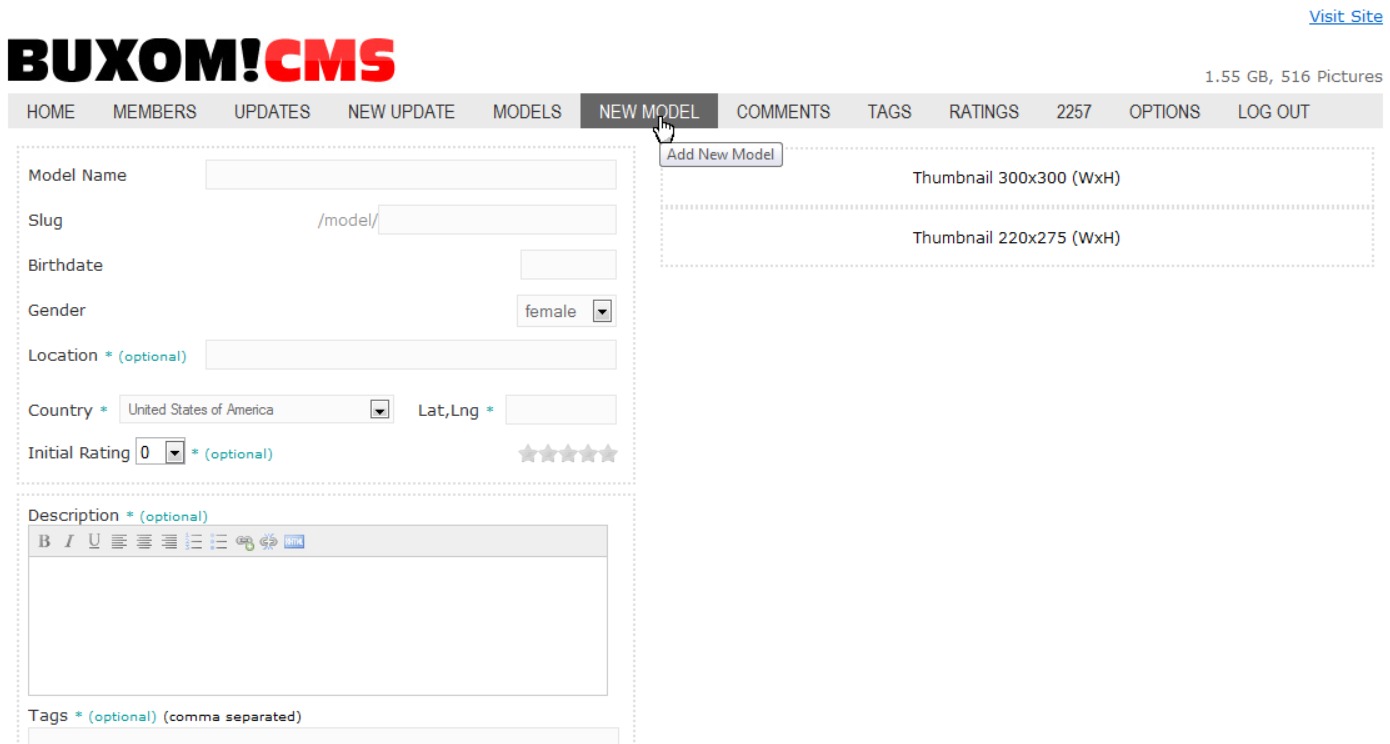 Visit Site
BUXOM!CMS
1.55 GB, 516 Pictures
HOME MEMBERS UPDATES NEW UPDATE MODELS NEW MODEL COMMENTS TAGS RATINGS 2257 OPTIONS LOG OUT
Add New Model
Model Name
Slug /model/
Birthdate
Gender female
Location * (optional)
Country * United States of America Lat,Lng *
Initial Rating 0 * (optional)
Thumbnail 300x300 (WxH)
Thumbnail 220x275 (WxH)
Description * (optional)
B I U
Tags * (optional) (comma separated)